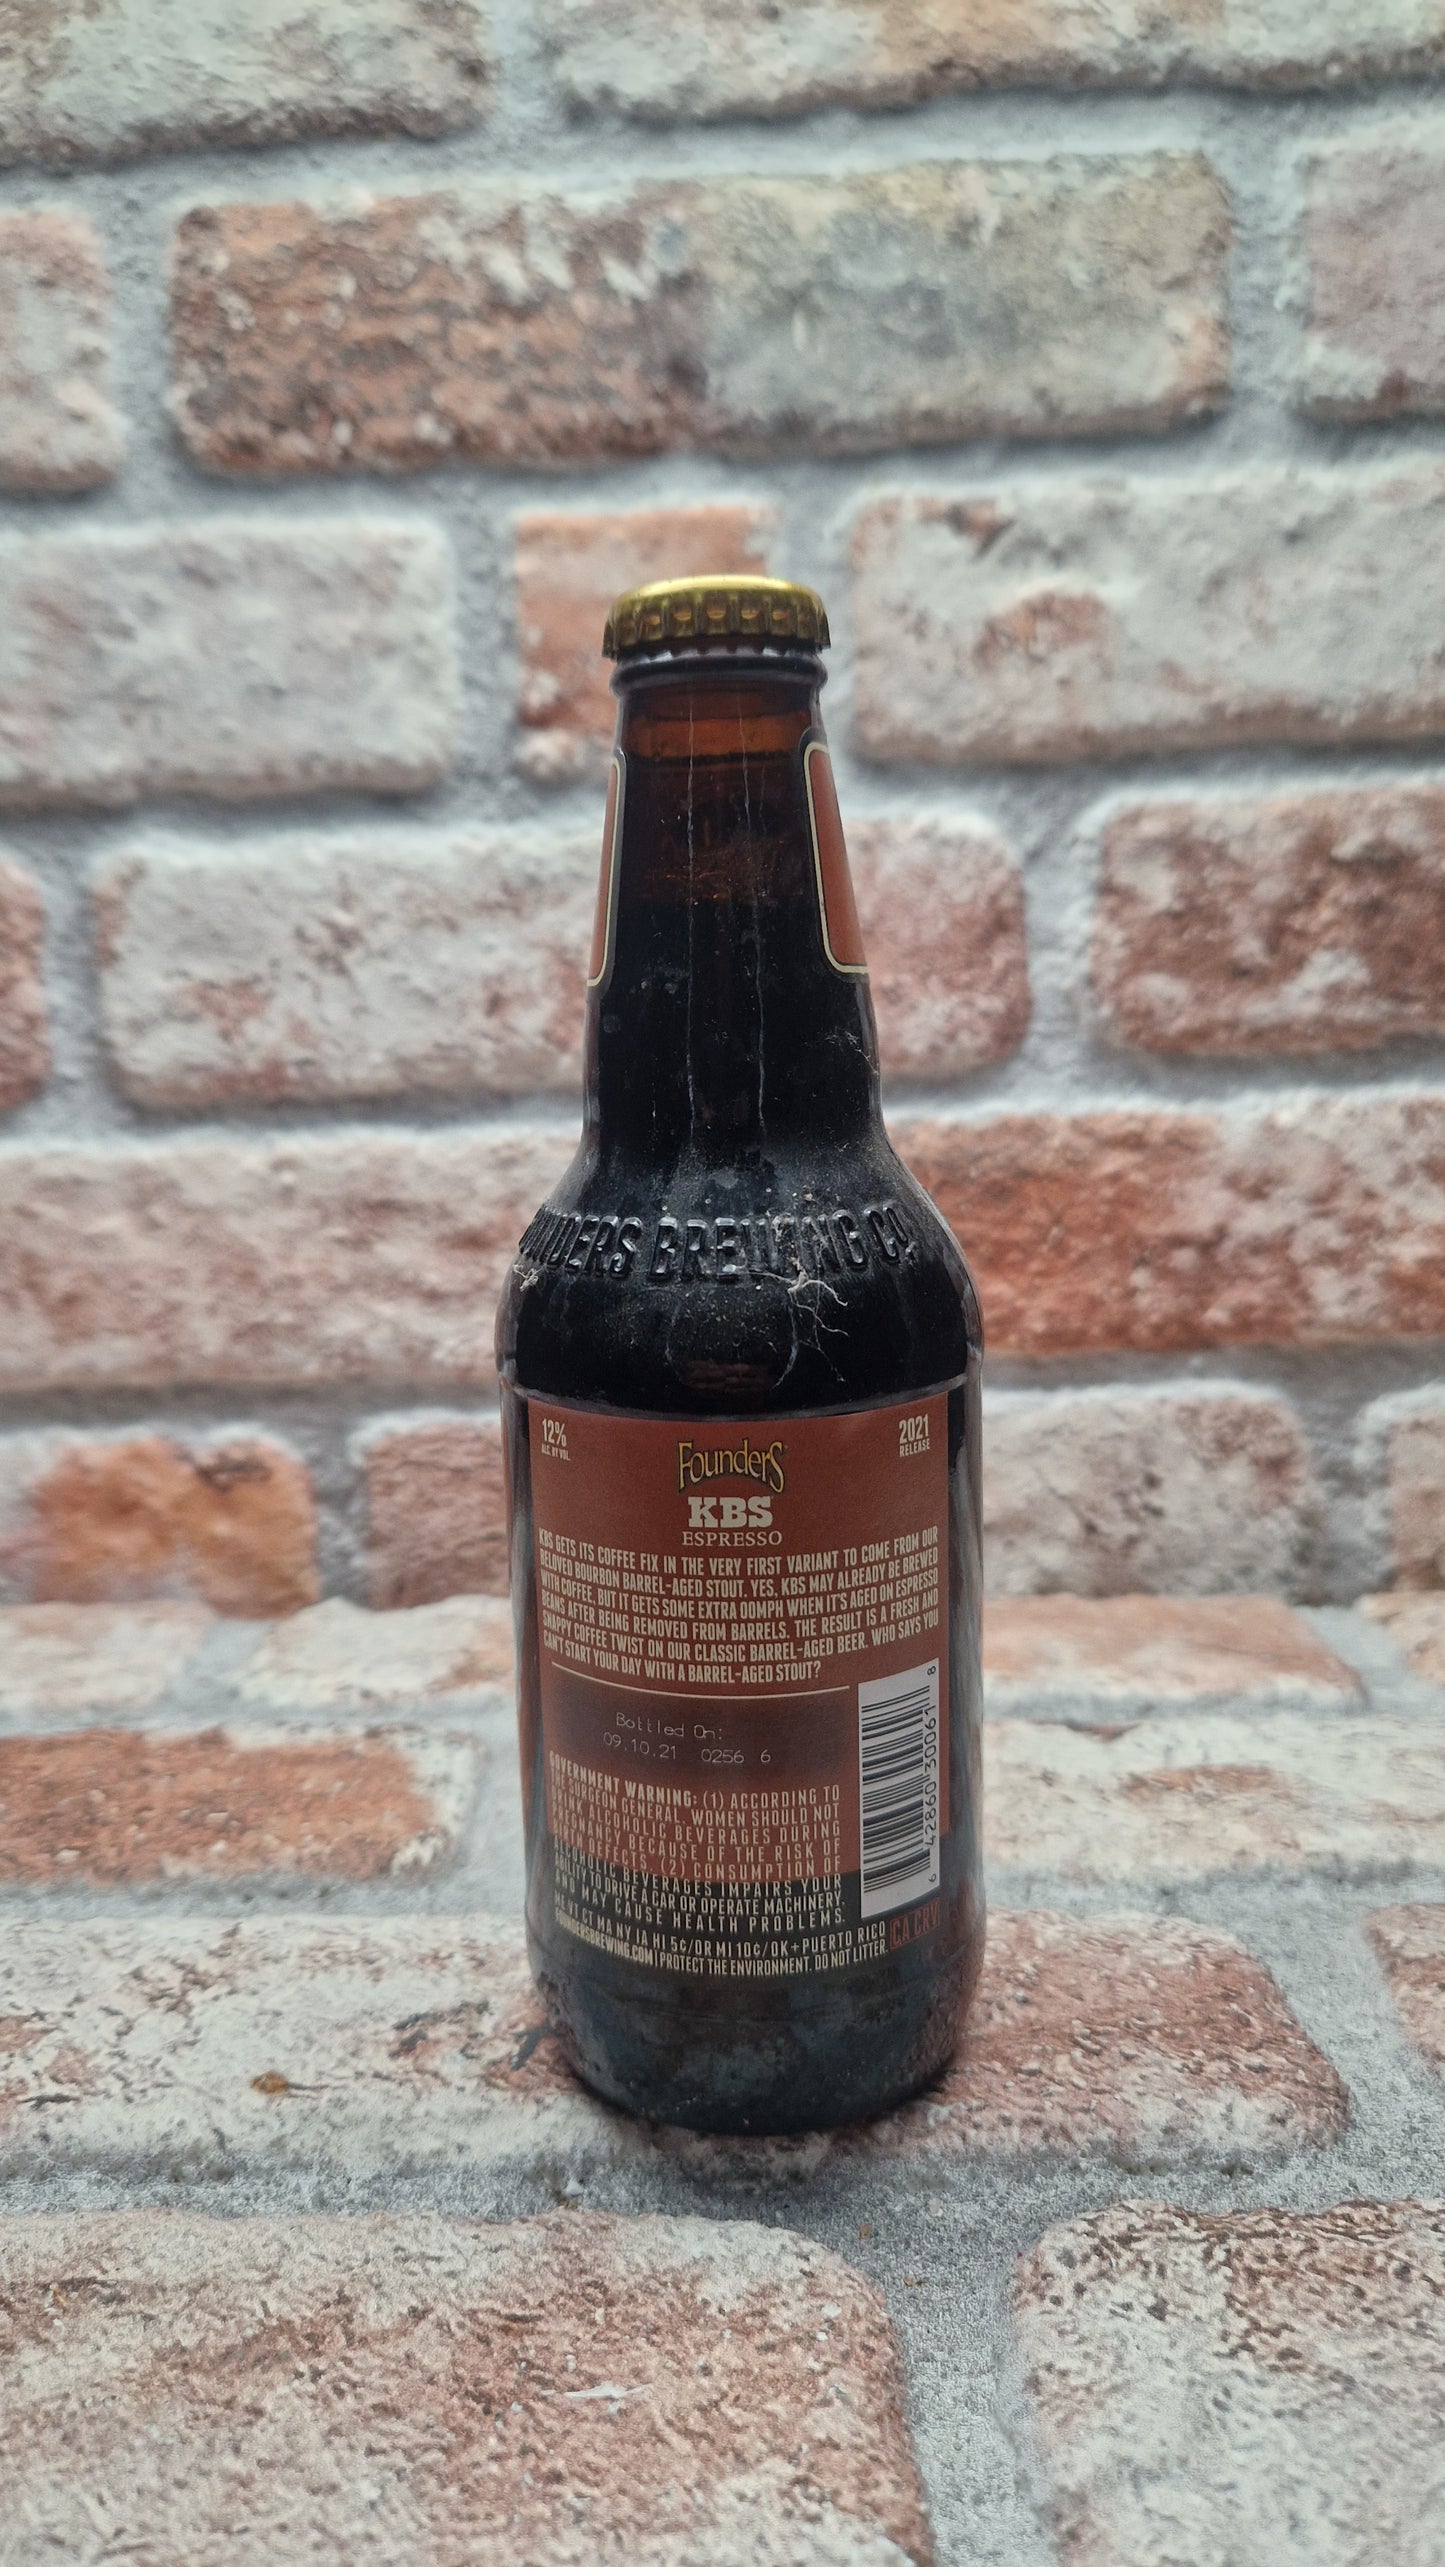 FOUNDERS BREWING CO.
12%
ALC. BY VOL.
2021
RELEASE
FounderS
KBS
ESPRESSO
KBS GETS ITS COFFEE FIX IN THE VERY FIRST VARIANT TO COME FROM OUR
BELOVED BOURBON BARREL-AGED STOUT. YES, KBS MAY ALREADY BE BREWED
WITH COFFEE, BUT IT GETS SOME EXTRA OOMPH WHEN IT'S AGED ON ESPRESSO
BEANS AFTER BEING REMOVED FROM BARRELS. THE RESULT IS A FRESH AND
SNAPPY COFFEE TWIST ON OUR CLASSIC BARREL-AGED BEER. WHO SAYS YOU
CAN'T START YOUR DAY WITH A BARREL-AGED STOUT?
Bottled On:
09.10.21 0256 6
GOVERNMENT WARNING: (1) ACCORDING TO
THE SURGEON GENERAL, WOMEN SHOULD NOT
DRINK ALCOHOLIC BEVERAGES DURING
PREGNANCY BECAUSE OF THE RISK OF
BIRTH DEFECTS. (2) CONSUMPTION OF
ALCOHOLIC BEVERAGES IMPAIRS YOUR
ABILITY TO DRIVE A CAR OR OPERATE MACHINERY,
AND MAY CAUSE HEALTH PROBLEMS.
ME VT CT MA NY IA HI 5¢/OR MI 10¢/OK+PUERTO RICO
CA CRV
FOUNDERSBREWING.COM | PROTECT THE ENVIRONMENT. DO NOT LITTER.
6 42860 30061 8